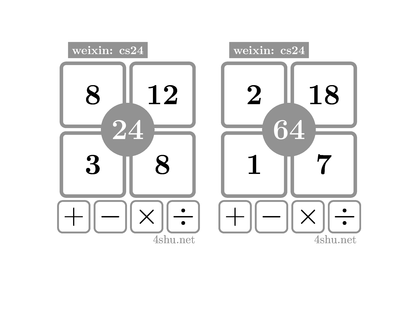 weixin: cs24
8 12
24
3 8
+ − × ÷
4shu.net
weixin: cs24
2 18
64
1 7
+ − × ÷
4shu.net